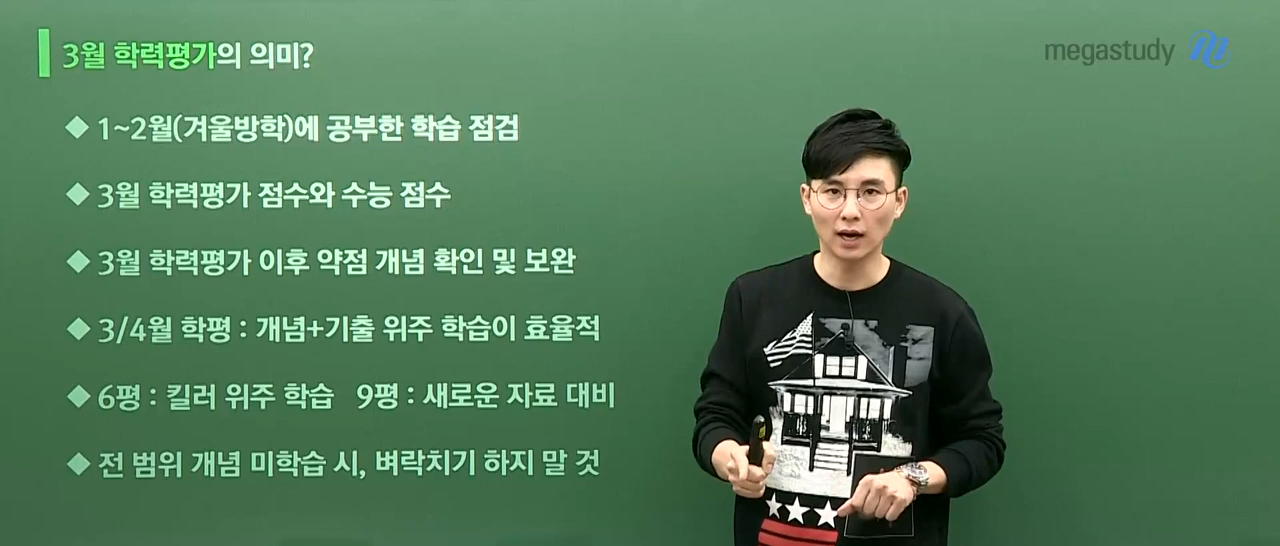 3월 학력평가의 의미?
megastudy
◆ 1~2월(겨울방학)에 공부한 학습 점검
◆ 3월 학력평가 점수와 수능 점수
◆ 3월 학력평가 이후 약점 개념 확인 및 보완
◆ 3/4월 학평 : 개념+기출 위주 학습이 효율적
◆ 6평 : 킬러 위주 학습 9평 : 새로운 자료 대비
◆ 전 범위 개념 미학습 시, 벼락치기 하지 말 것